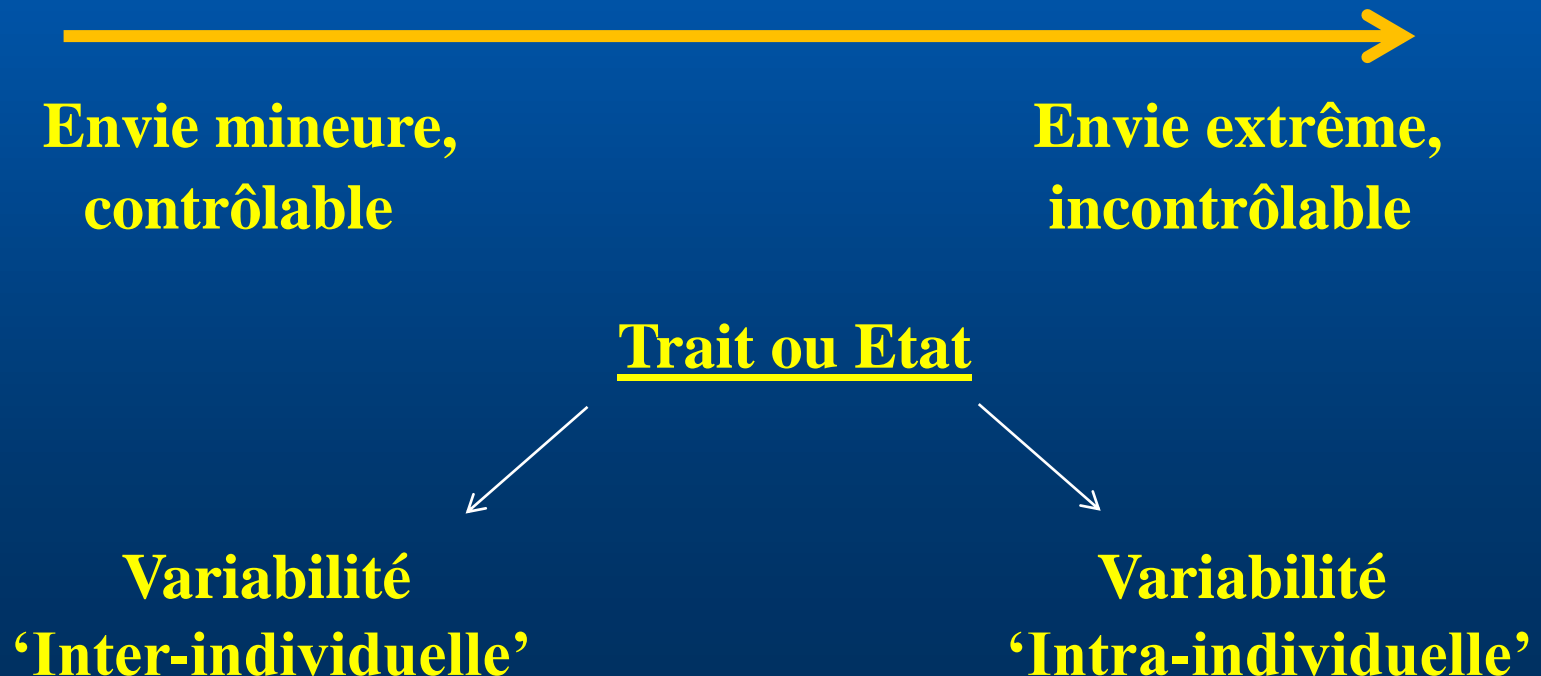 Envie mineure,
contrôlable
Envie extrême,
incontrôlable
Trait ou Etat
Variabilité
‘Inter-individuelle’
Variabilité
‘Intra-individuelle’